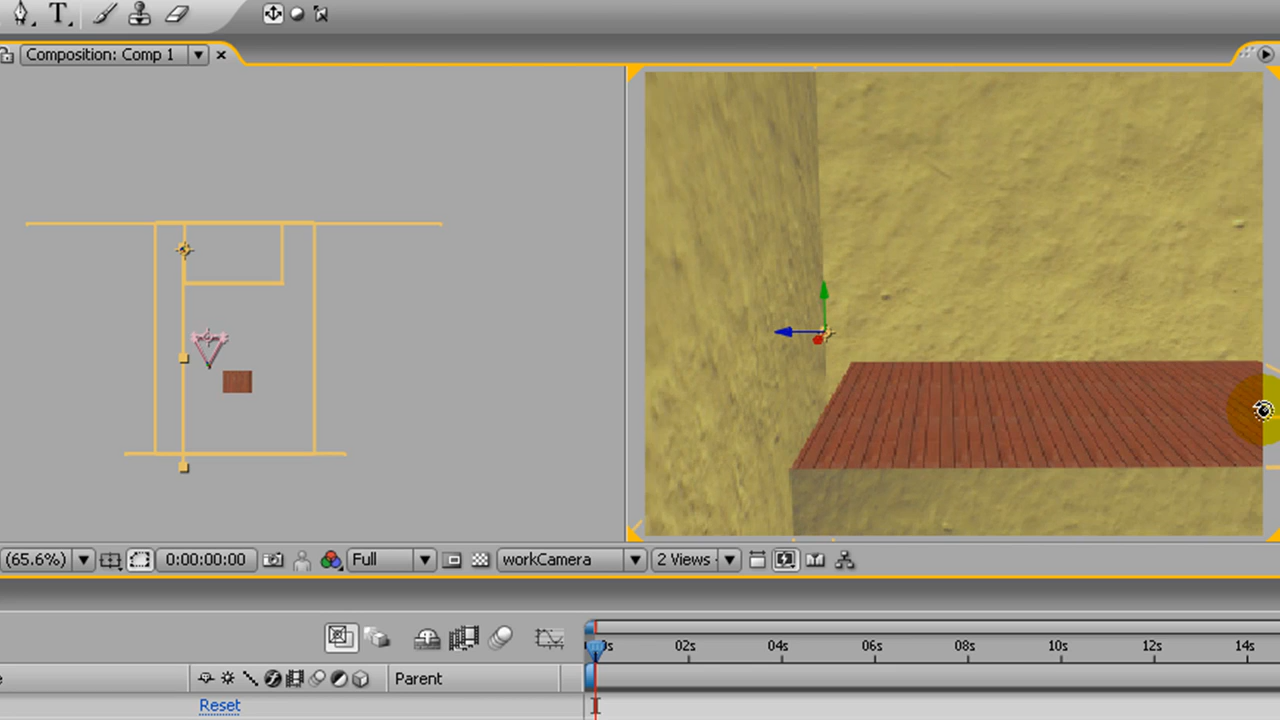 T
Composition: Comp 1
(65.6%) 0:00:00:00 Full workCamera 2 Views
02s 04s 06s 08s 10s 12s 14s
Parent
Reset